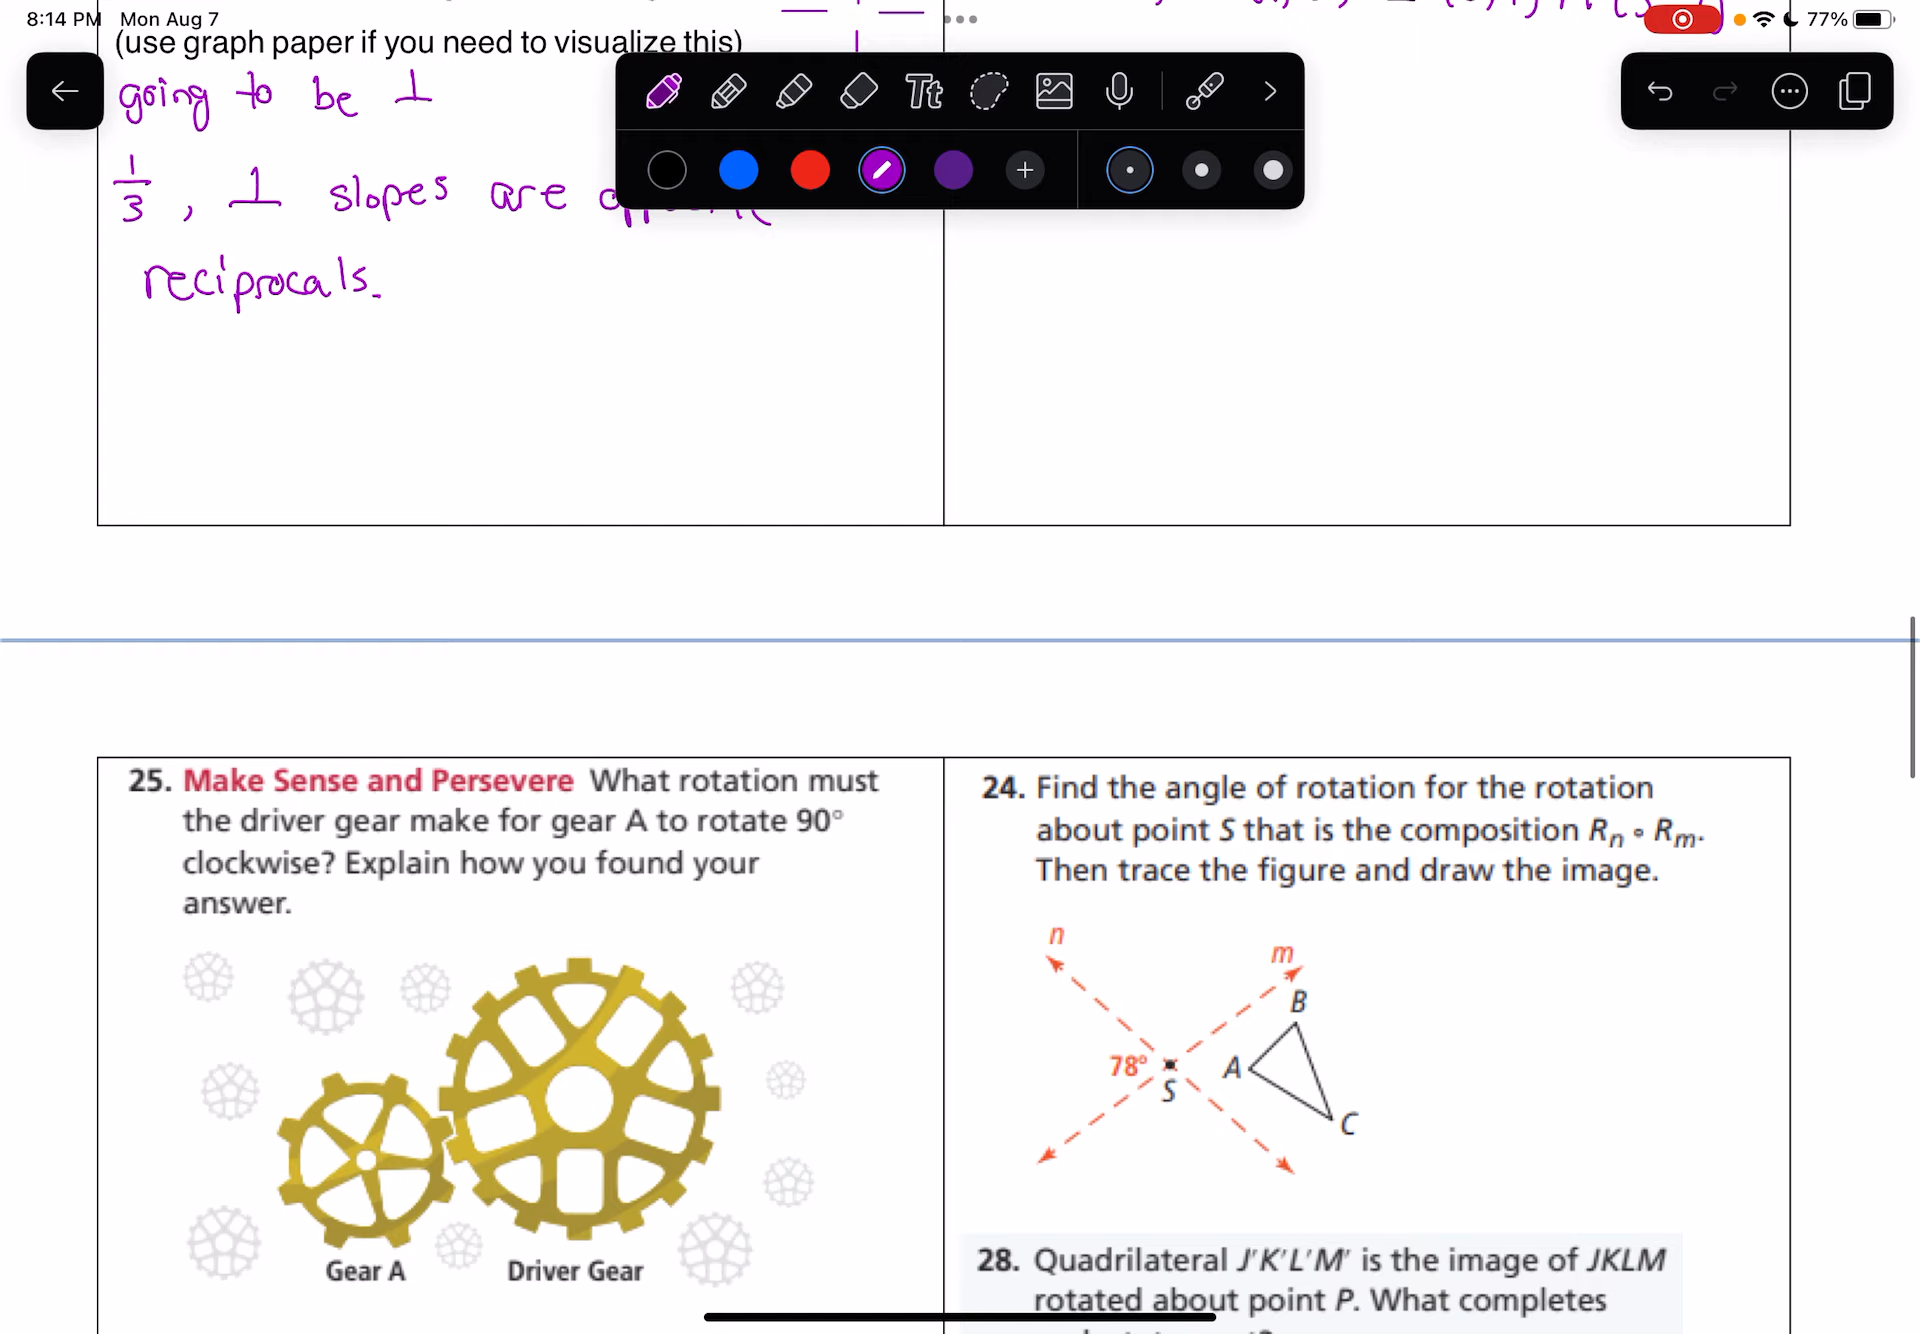 8:14 PM Mon Aug 7
77%
(use graph paper if you need to visualize this)
Tt
going to be ⊥
1/3, ⊥ slopes are
reciprocals.
25. Make Sense and Persevere What rotation must
the driver gear make for gear A to rotate 90°
clockwise? Explain how you found your
answer.
Gear A
Driver Gear
24. Find the angle of rotation for the rotation
about point S that is the composition Rn ∘ Rm.
Then trace the figure and draw the image.
n
m
B
78°
S
A
C
28. Quadrilateral J′K′L′M′ is the image of JKLM
rotated about point P. What completes